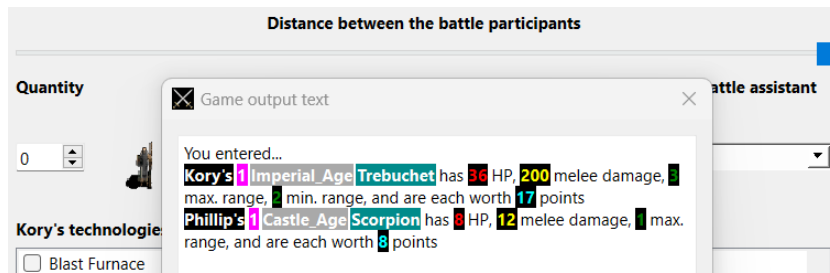 Distance between the battle participants
Quantity
attle assistant
Game output text
0
You entered...
Kory's 1 Imperial_Age Trebuchet has 36 HP, 200 melee damage, 3
max. range, 2 min. range, and are each worth 17 points
Phillip's 1 Castle_Age Scorpion has 8 HP, 12 melee damage, 1 max.
range, and are each worth 8 points
Kory's technologie
Blast Furnace